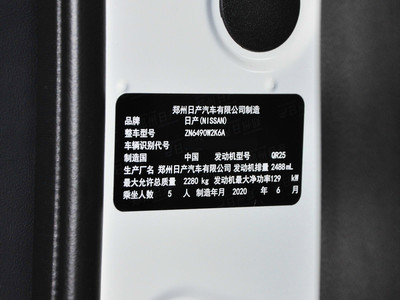 郑州日产汽车有限公司制造
品牌 日产(NISSAN)
整车型号 ZN6490W2K6A
车辆识别代号
制造国 中国 发动机型号 QR25
生产厂名 郑州日产汽车有限公司 发动机排量 2488mL
最大允许总质量 2280 kg 发动机最大净功率129 kW
乘坐人数 5 人 制造年月 2020 年 6 月